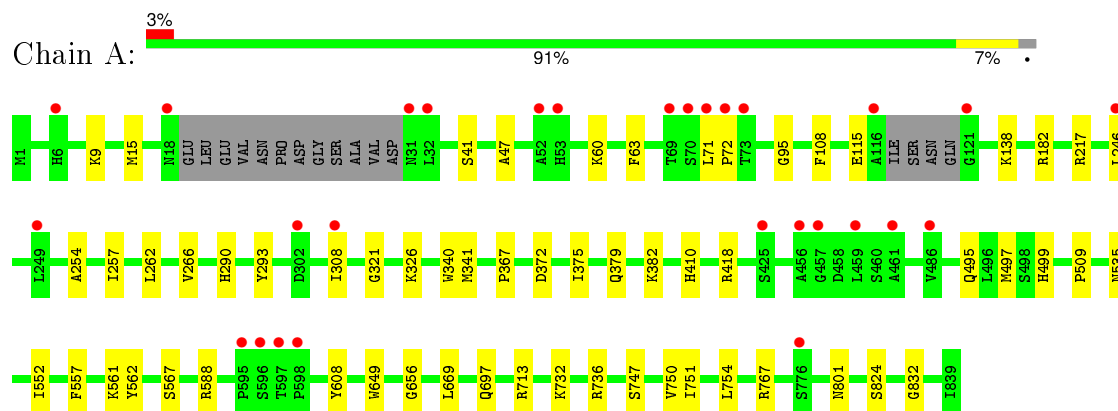 3%
Chain A:
91%
7%
•
M1 H6 K9 M15 N18 GLU LEU GLU VAL ASN PRO ASP GLY SER ALA VAL ASP N31 L32 S41 A47 A52 H53 K60 F63 T69 S70 L71 P72 T73 G95 F108 E115 A116 ILE SER ASN GLN G121 K138 R182 R217 L246
L249 A254 I257 L262 V266 H290 Y293 D302 I308 G321 K326 W340 M341 P367 D372 I375 Q379 K382 H410 R418 S425 A456 G457 D458 L459 S460 A461 V486 Q495 L496 M497 S498 H499 P509 N535
I552 F557 K561 Y562 S567 R588 P595 S596 T597 P598 Y608 W649 G656 L669 Q697 R713 K732 R736 S747 V750 I751 L754 R767 S776 N801 S824 G832 I839